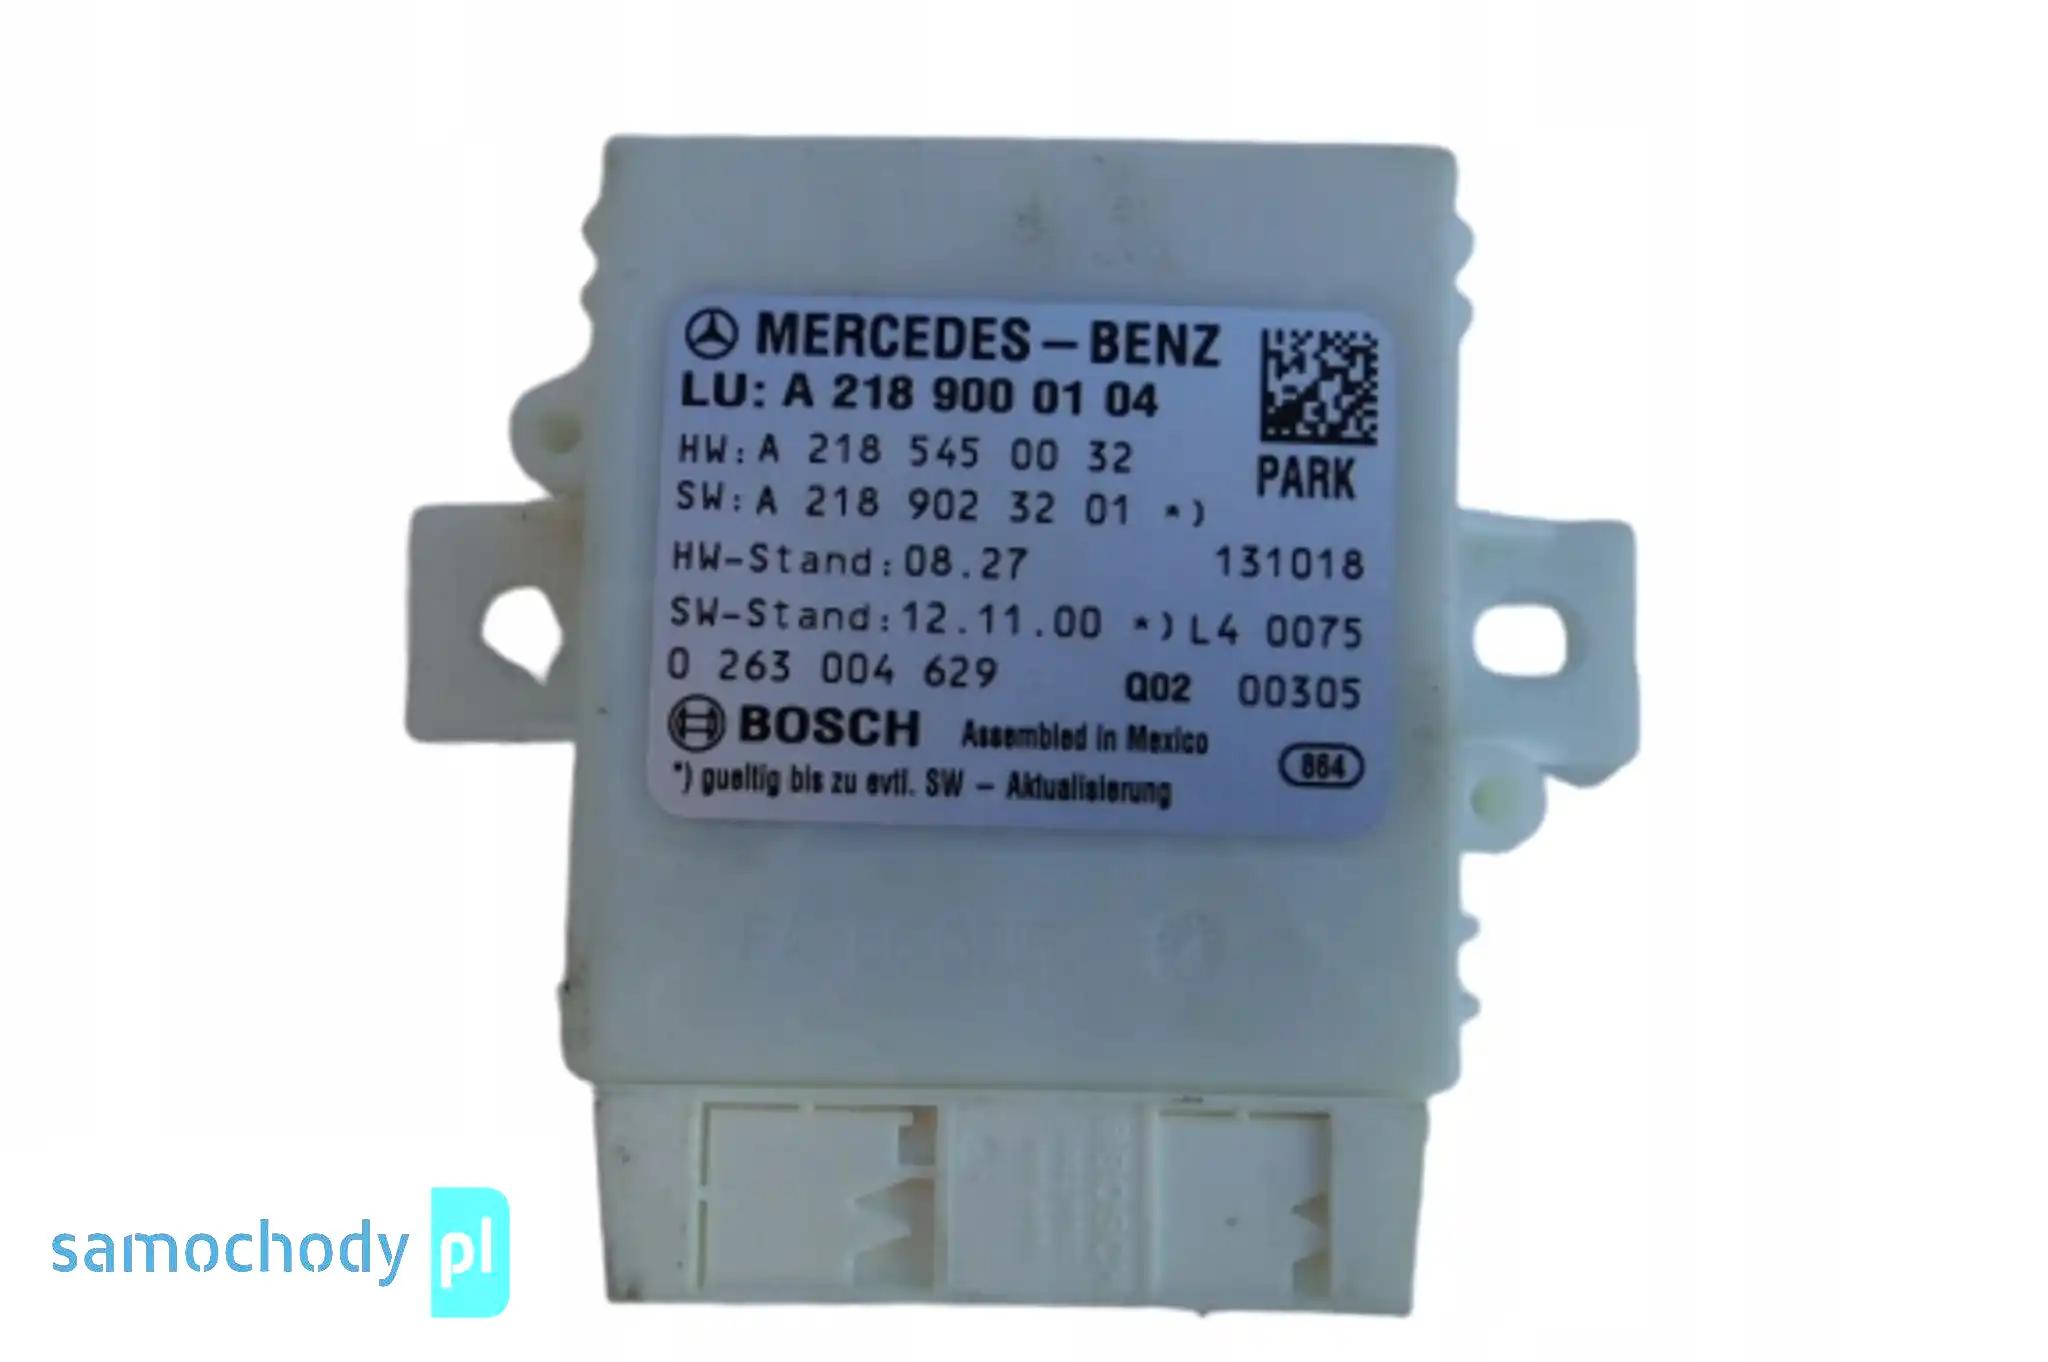 MERCEDES-BENZ
LU: A 218 900 01 04
HW: A 218 545 00 32
PARK
SW: A 218 902 32 01 *)
HW-Stand: 08.27 131018
SW-Stand: 12.11.00 *) L4 0075
0 263 004 629 Q02 00305
BOSCH Assembled in Mexico 864
*) gueltig bis zu evtl. SW - Aktualisierung
samochody pl